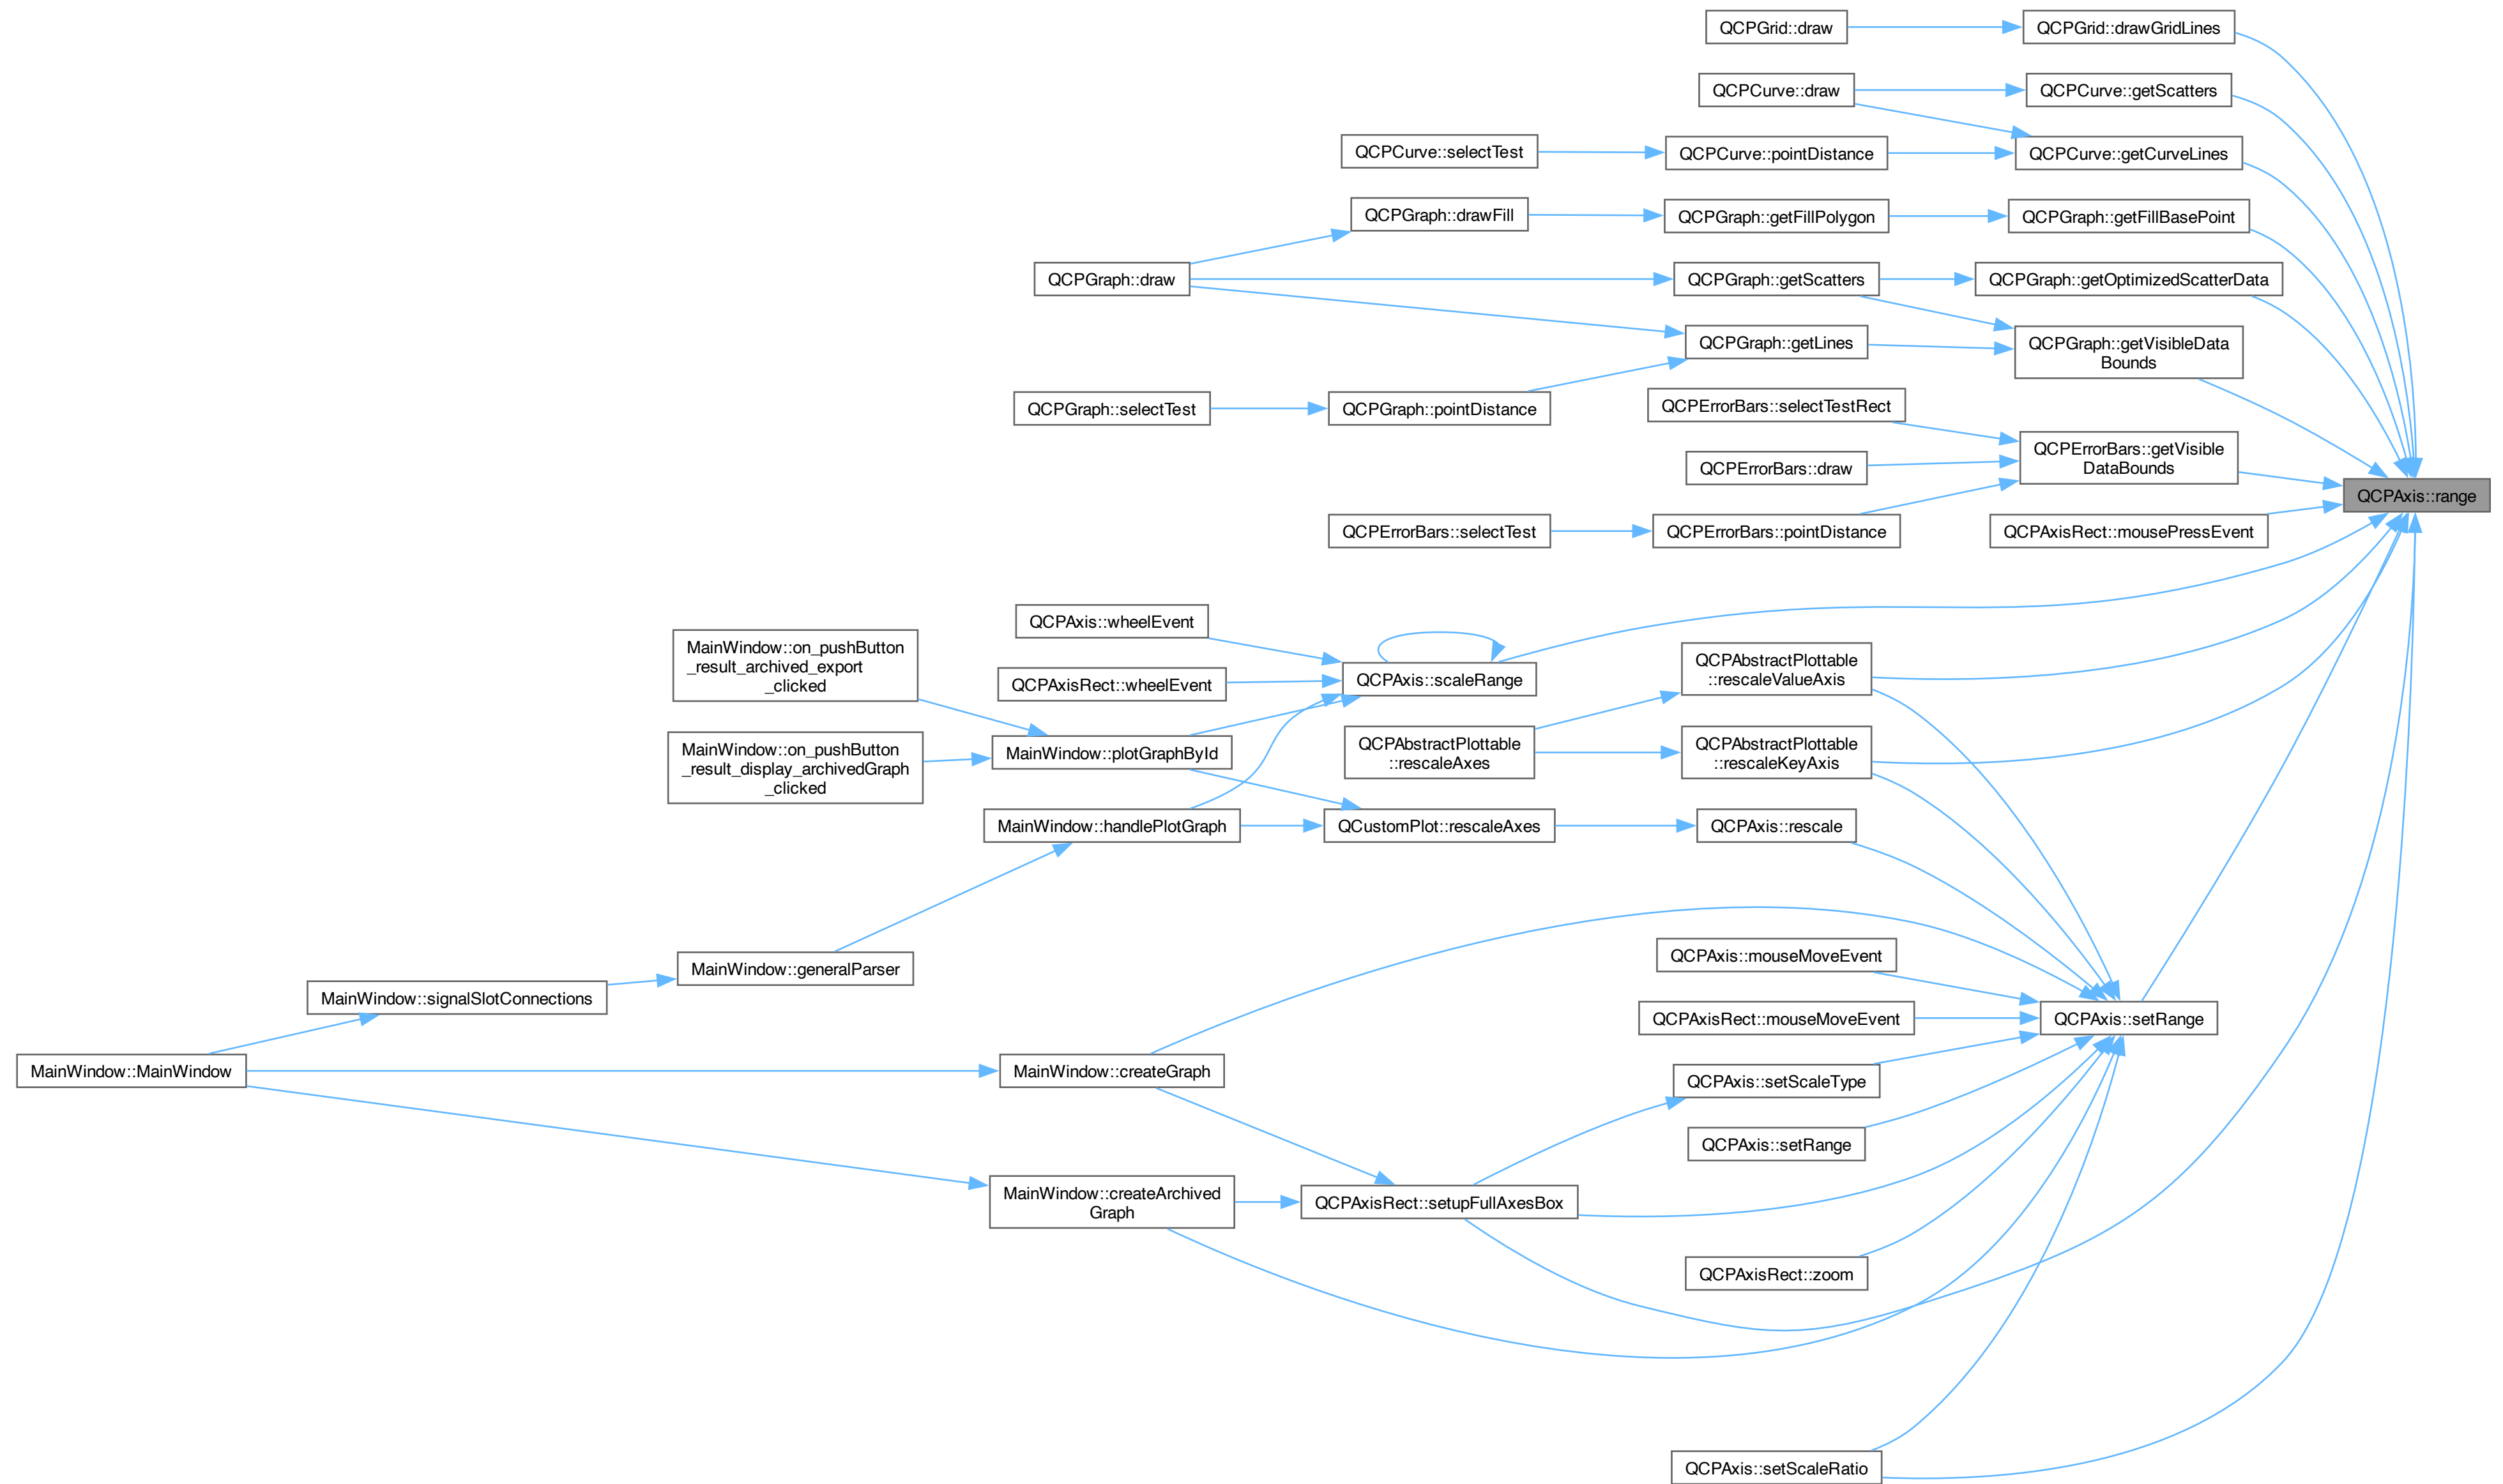 QCPGrid::draw
QCPGrid::drawGridLines
QCPCurve::draw
QCPCurve::getScatters
QCPCurve::selectTest
QCPCurve::pointDistance
QCPCurve::getCurveLines
QCPGraph::drawFill
QCPGraph::getFillPolygon
QCPGraph::getFillBasePoint
QCPGraph::draw
QCPGraph::getScatters
QCPGraph::getOptimizedScatterData
QCPGraph::getLines
QCPGraph::getVisibleData
Bounds
QCPGraph::selectTest
QCPGraph::pointDistance
QCPErrorBars::selectTestRect
QCPErrorBars::draw
QCPErrorBars::getVisible
DataBounds
QCPAxis::range
QCPErrorBars::selectTest
QCPErrorBars::pointDistance
QCPAxisRect::mousePressEvent
QCPAxis::wheelEvent
MainWindow::on_pushButton
_result_archived_export
_clicked
QCPAxisRect::wheelEvent
QCPAxis::scaleRange
QCPAbstractPlottable
::rescaleValueAxis
MainWindow::on_pushButton
_result_display_archivedGraph
_clicked
MainWindow::plotGraphById
QCPAbstractPlottable
::rescaleAxes
QCPAbstractPlottable
::rescaleKeyAxis
MainWindow::handlePlotGraph
QCustomPlot::rescaleAxes
QCPAxis::rescale
MainWindow::generalParser
QCPAxis::mouseMoveEvent
MainWindow::signalSlotConnections
QCPAxisRect::mouseMoveEvent
QCPAxis::setRange
MainWindow::MainWindow
MainWindow::createGraph
QCPAxis::setScaleType
QCPAxis::setRange
MainWindow::createArchived
Graph
QCPAxisRect::setupFullAxesBox
QCPAxisRect::zoom
QCPAxis::setScaleRatio